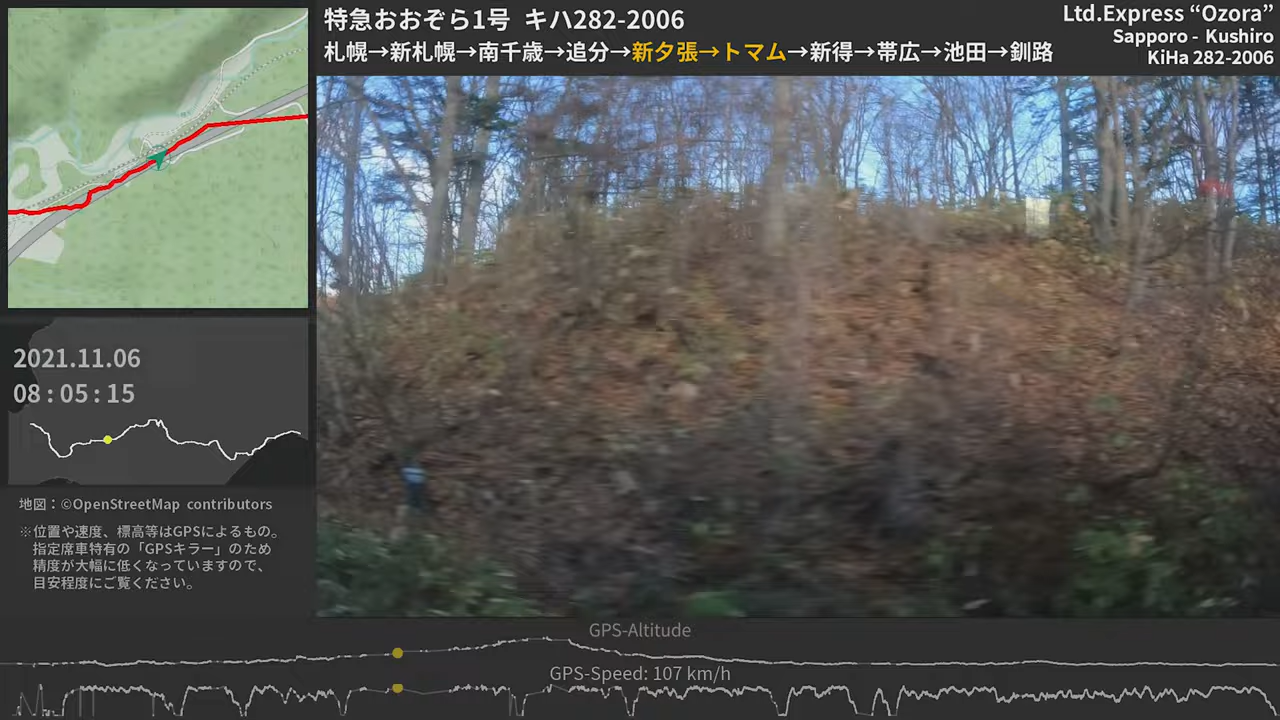 特急おおぞら1号 キハ282-2006
札幌→新札幌→南千歳→追分→新夕張→トマム→新得→帯広→池田→釧路
Ltd.Express “Ozora”
Sapporo - Kushiro
KiHa 282-2006
2021.11.06
08:05:15
地図：©OpenStreetMap contributors
※位置や速度、標高等はGPSによるもの。
指定席車特有の「GPSキラー」のため
精度が大幅に低くなっていますので、
目安程度にご覧ください。
GPS-Altitude
GPS-Speed: 107 km/h